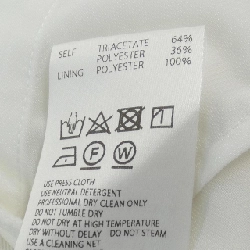 SELF TRIACETATE 64%
POLYESTER 36%
LINING POLYESTER 100%
F W
USE PRESS CLOTH
USE NEUTRAL DETERGENT
PROFESSIONAL DRY CLEAN ONLY
DO NOT TUMBLE DRY
DO NOT DRY AT HIGH TEMPERATURE
DRY WITHOUT DELAY DO NOT STEAM
USE A CLEANING NET